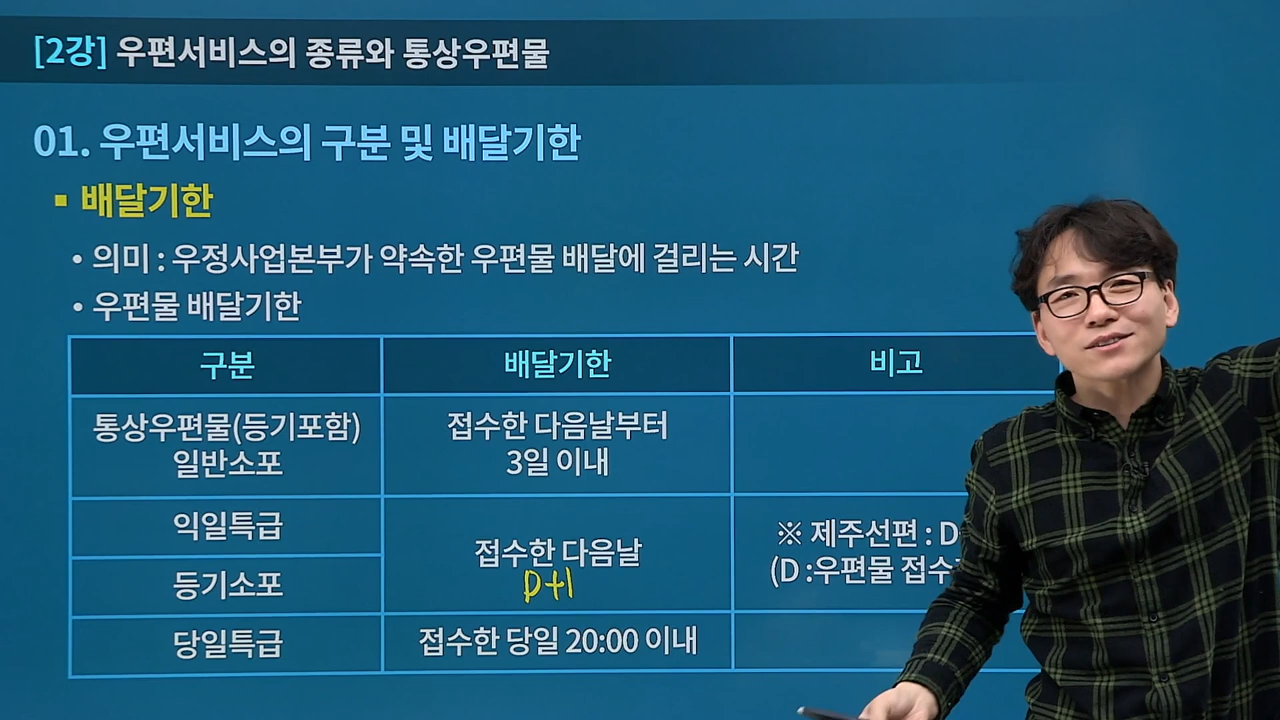 [2강] 우편서비스의 종류와 통상우편물
01. 우편서비스의 구분 및 배달기한
▪ 배달기한
• 의미 : 우정사업본부가 약속한 우편물 배달에 걸리는 시간
• 우편물 배달기한
구분 배달기한 비고
통상우편물(등기포함)
일반소포
접수한 다음날부터
3일 이내
익일특급
등기소포
접수한 다음날
D+1
※ 제주선편 : D
(D :우편물 접수
당일특급 접수한 당일 20:00 이내